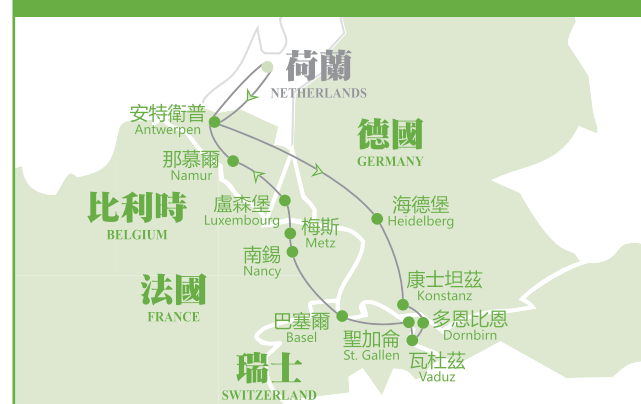 荷蘭
NETHERLANDS
安特衛普
Antwerpen
德國
GERMANY
那慕爾
Namur
比利時
BELGIUM
盧森堡
Luxembourg
海德堡
Heidelberg
梅斯
Metz
南錫
Nancy
法國
FRANCE
康士坦茲
Konstanz
巴塞爾
Basel
多恩比恩
Dornbirn
聖加侖
St. Gallen
瓦杜茲
Vaduz
瑞士
SWITZERLAND